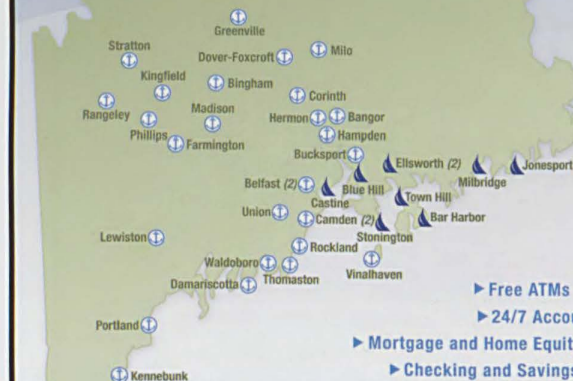 Greenville
Stratton
Dover-Foxcroft
Milo
Kingfield
Bingham
Corinth
Rangeley
Madison
Hermon
Bangor
Phillips
Farmington
Hampden
Bucksport
Ellsworth (2)
Milbridge
Jonesport
Belfast (2)
Blue Hill
Castine
Town Hill
Union
Camden (2)
Bar Harbor
Stonington
Lewiston
Rockland
Waldoboro
Thomaston
Vinalhaven
Damariscotta
Free ATMs
24/7 Accou
Portland
Mortgage and Home Equit
Checking and Savings
Kennebunk